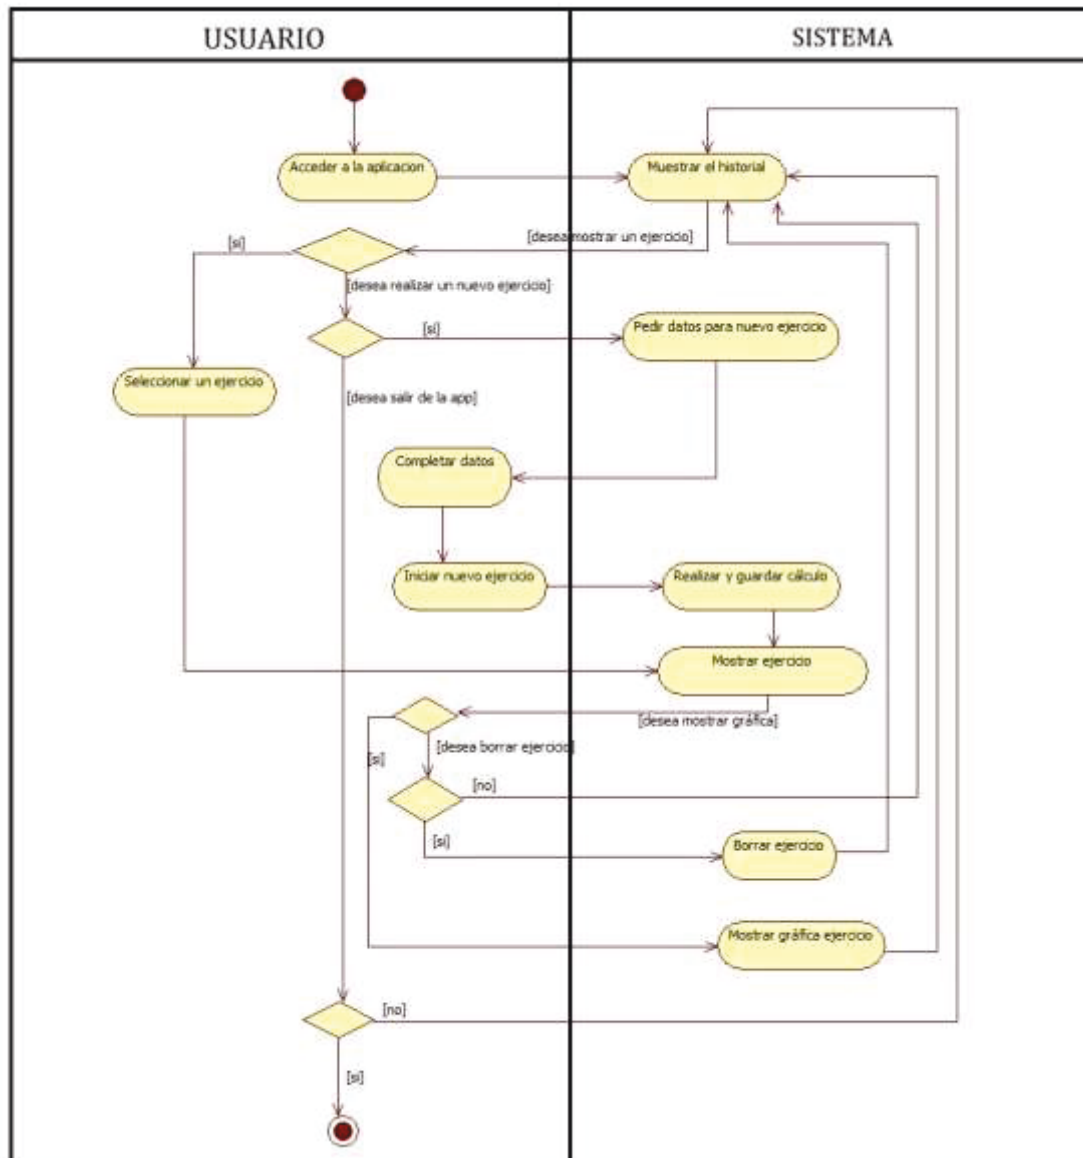 USUARIO
SISTEMA
Acceder a la aplicacion
Muestrar el historial
[si]
[desea mostrar un ejercicio]
[desea realizar un nuevo ejercicio]
[si]
Pedir datos para nuevo ejercicio
Seleccionar un ejercicio
[desea salir de la app]
Completar datos
Iniciar nuevo ejercicio
Realizar y guardar cálculo
Mostrar ejercicio
[desea mostrar gráfica]
[desea borrar ejercicio]
[si]
[no]
[si]
Borrar ejercicio
Mostrar gráfica ejercicio
[no]
[si]